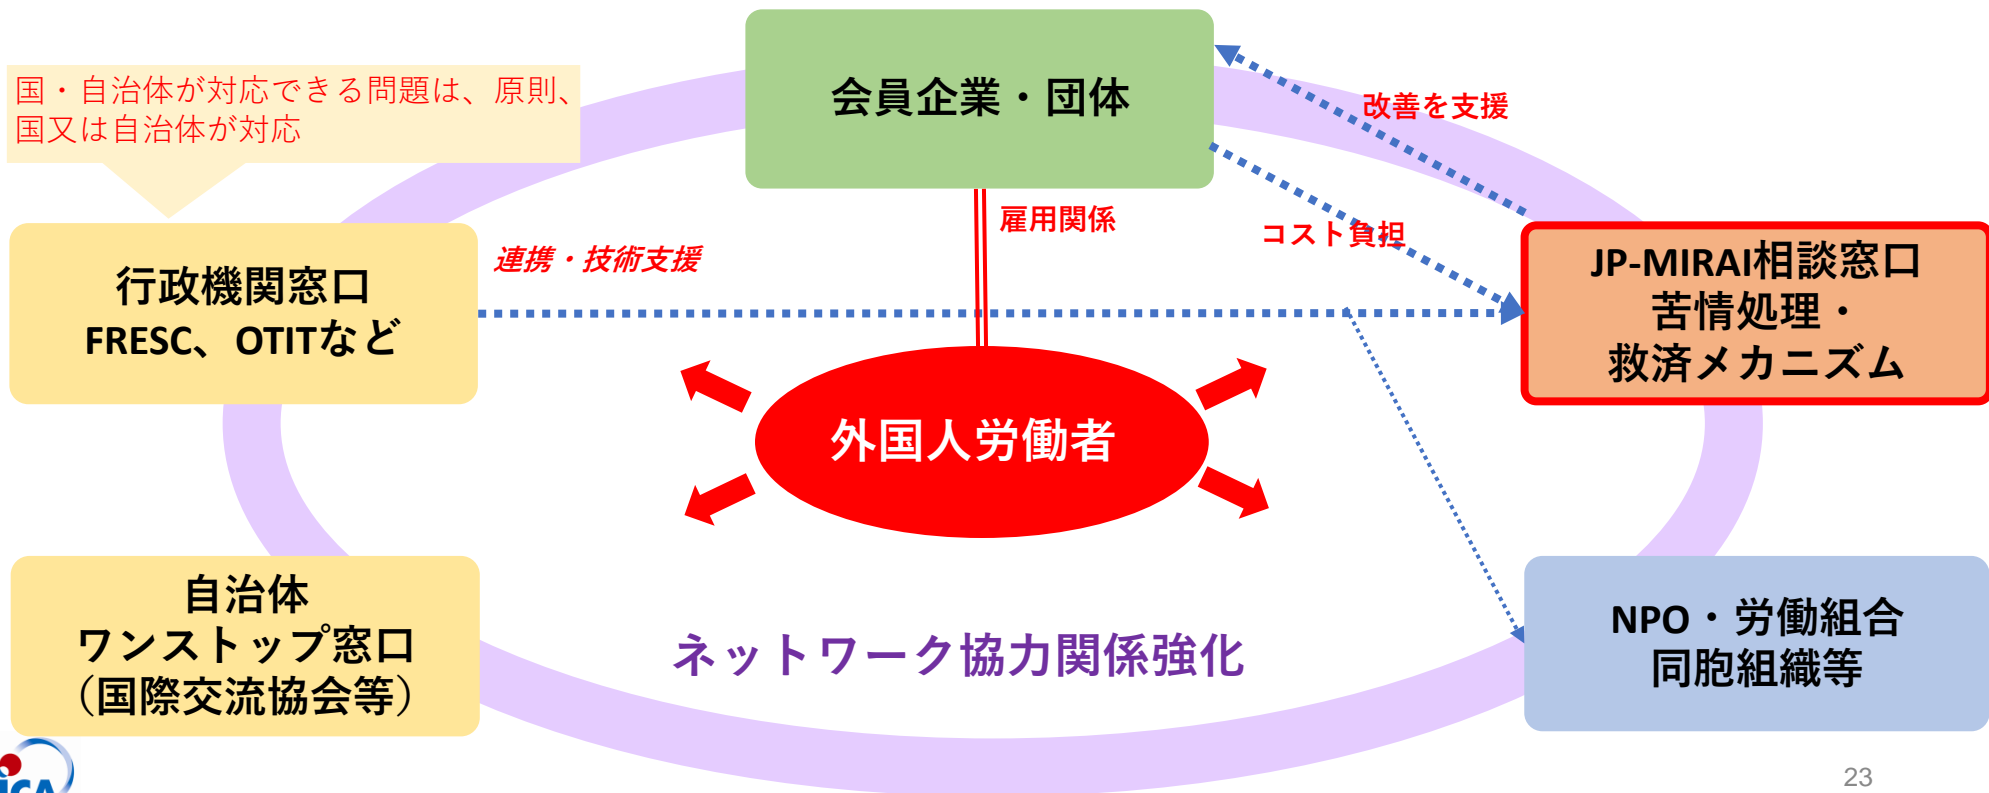 会員企業・団体
国・自治体が対応できる問題は、原則、
国又は自治体が対応
改善を支援
雇用関係
コスト負担
連携・技術支援
行政機関窓口
FRESC、OTITなど
JP-MIRAI相談窓口
苦情処理・
救済メカニズム
外国人労働者
自治体
ワンストップ窓口
（国際交流協会等）
ネットワーク協力関係強化
NPO・労働組合
同胞組織等
jICA
23